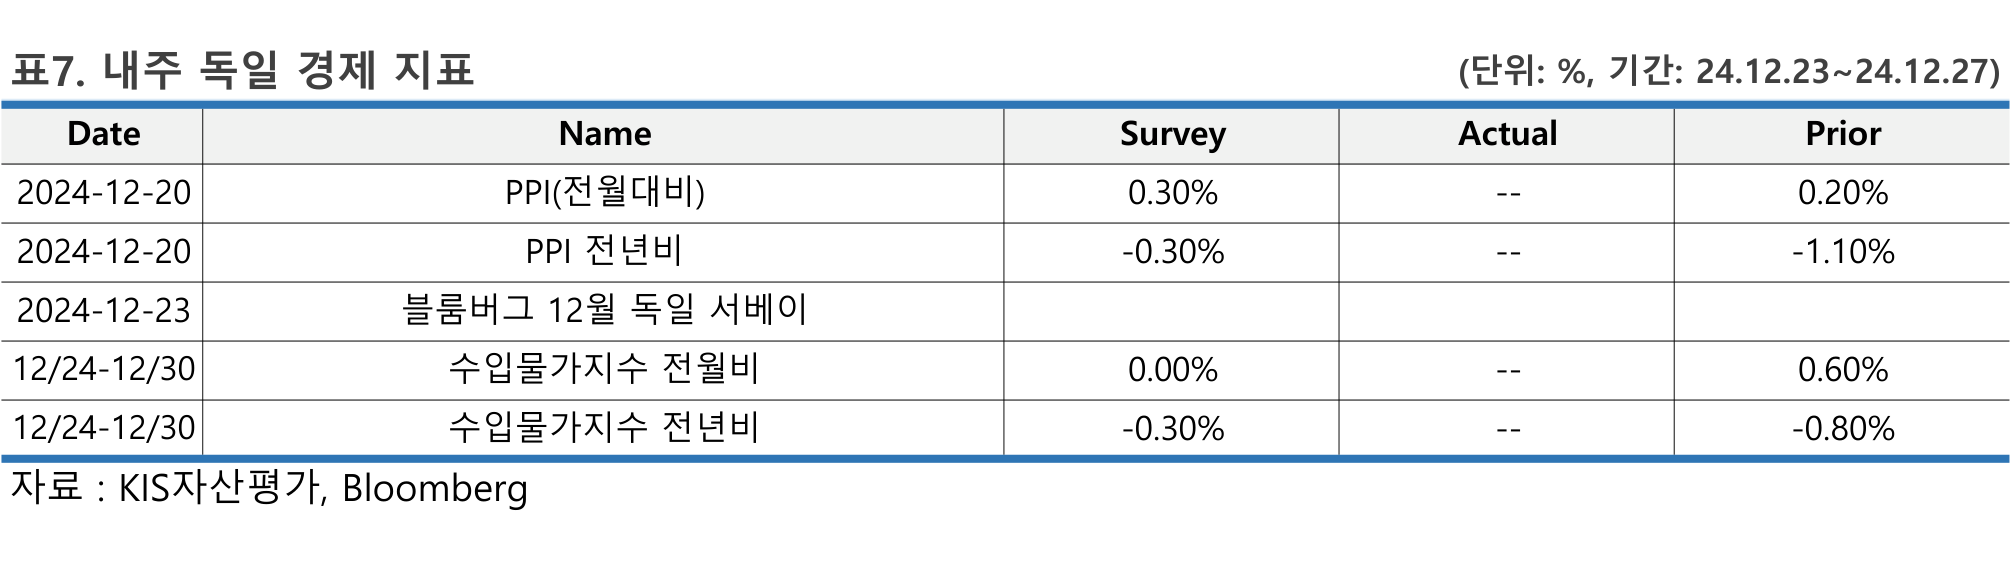 표7. 내주 독일 경제 지표 (단위: %, 기간: 24.12.23~24.12.27)
Date Name Survey Actual Prior
2024-12-20 PPI(전월대비) 0.30% -- 0.20%
2024-12-20 PPI 전년비 -0.30% -- -1.10%
2024-12-23 블룸버그 12월 독일 서베이
12/24-12/30 수입물가지수 전월비 0.00% -- 0.60%
12/24-12/30 수입물가지수 전년비 -0.30% -- -0.80%
자료 : KIS자산평가, Bloomberg